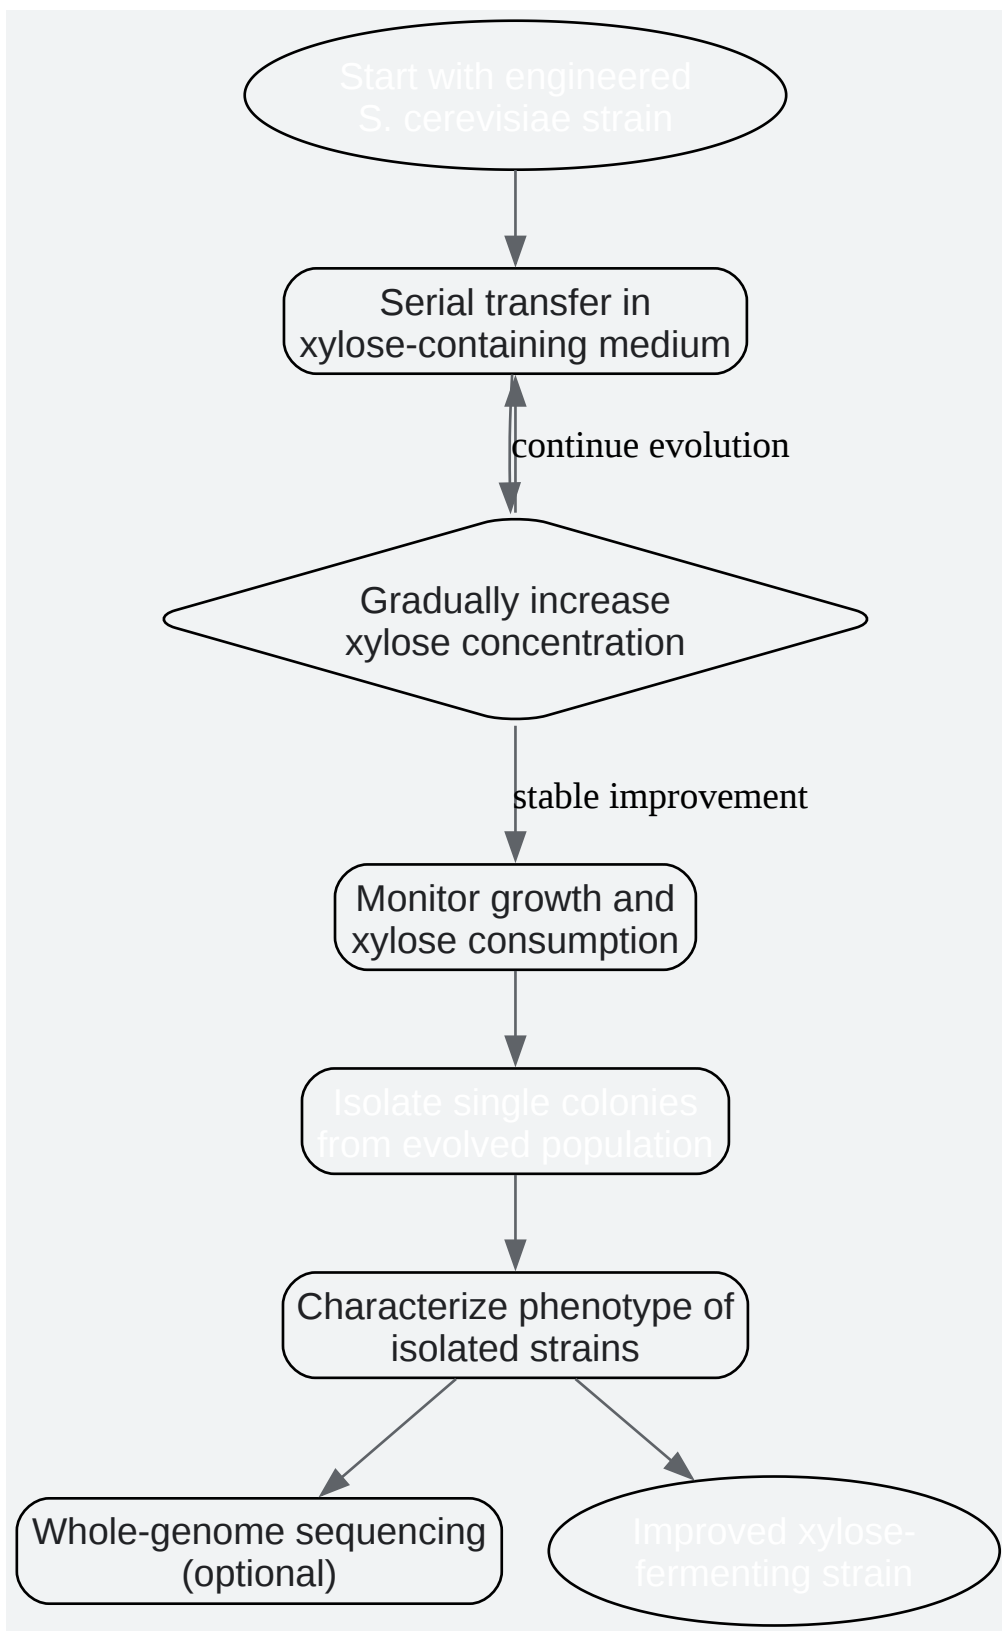 Start with engineered
S. cerevisiae strain
Serial transfer in
xylose-containing medium
continue evolution
Gradually increase
xylose concentration
stable improvement
Monitor growth and
xylose consumption
Isolate single colonies
from evolved population
Characterize phenotype of
isolated strains
Whole-genome sequencing
(optional)
Improved xylose-
fermenting strain